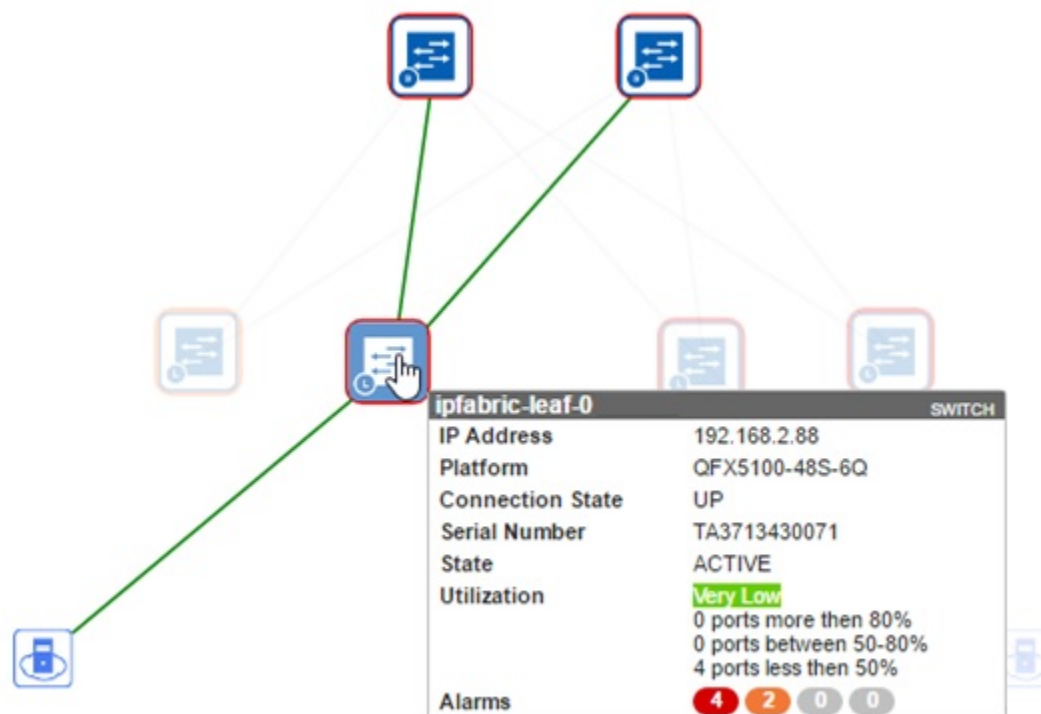 ipfabric-leaf-0 SWITCH
IP Address 192.168.2.88
Platform QFX5100-48S-6Q
Connection State UP
Serial Number TA3713430071
State ACTIVE
Utilization Very Low
0 ports more then 80%
0 ports between 50-80%
4 ports less then 50%
Alarms 4 2 0 0